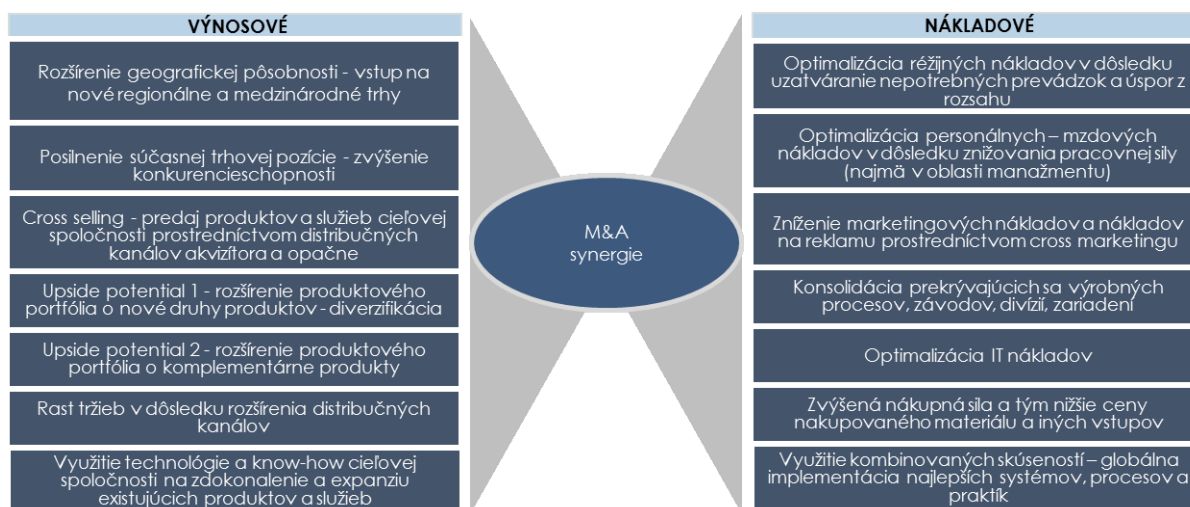 VÝNOSOVÉ
Rozšírenie geografickej pôsobnosti - vstup na
nové regionálne a medzinárodné trhy
Posilnenie súčasnej trhovej pozície - zvýšenie
konkurencieschopnosti
Cross selling - predaj produktov a služieb cieľovej
spoločnosti prostredníctvom distribučných
kanálov akvizítora a opačne
Upside potential 1 - rozšírenie produktového
portfólia o nové druhy produktov - diverzifikácia
Upside potential 2 - rozšírenie produktového
portfólia o komplementárne produkty
Rast tržieb v dôsledku rozšírenia distribučných
kanálov
Využitie technológie a know-how cieľovej
spoločnosti na zdokonalenie a expanziu
existujúcich produktov a služieb
M&A
synergie
NÁKLADOVÉ
Optimalizácia réžijných nákladov v dôsledku
uzatváranie nepotrebných prevádzok a úspor z
rozsahu
Optimalizácia personálnych – mzdových
nákladov v dôsledku znižovania pracovnej sily
(najmä v oblasti manažmentu)
Zníženie marketingových nákladov a nákladov
na reklamu prostredníctvom cross marketingu
Konsolidácia prekrývajúcich sa výrobných
procesov, závodov, divízií, zariadení
Optimalizácia IT nákladov
Zvýšená nákupná sila a tým nižšie ceny
nakupovaného materiálu a iných vstupov
Využitie kombinovaných skúseností – globálna
implementácia najlepších systémov, procesov a
praktík